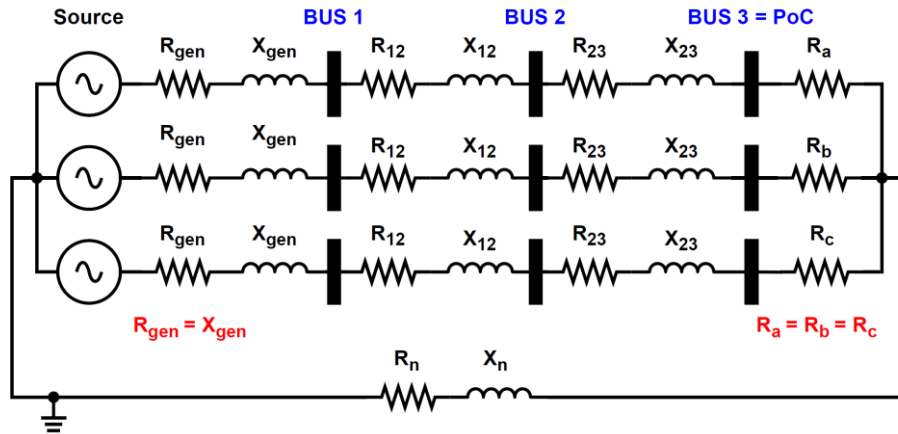 Source BUS 1 BUS 2 BUS 3 = PoC
Rgen Xgen R12 X12 R23 X23 Ra
Rgen Xgen R12 X12 R23 X23 Rb
Rgen Xgen R12 X12 R23 X23 Rc
Rgen = Xgen Ra = Rb = Rc
Rn Xn